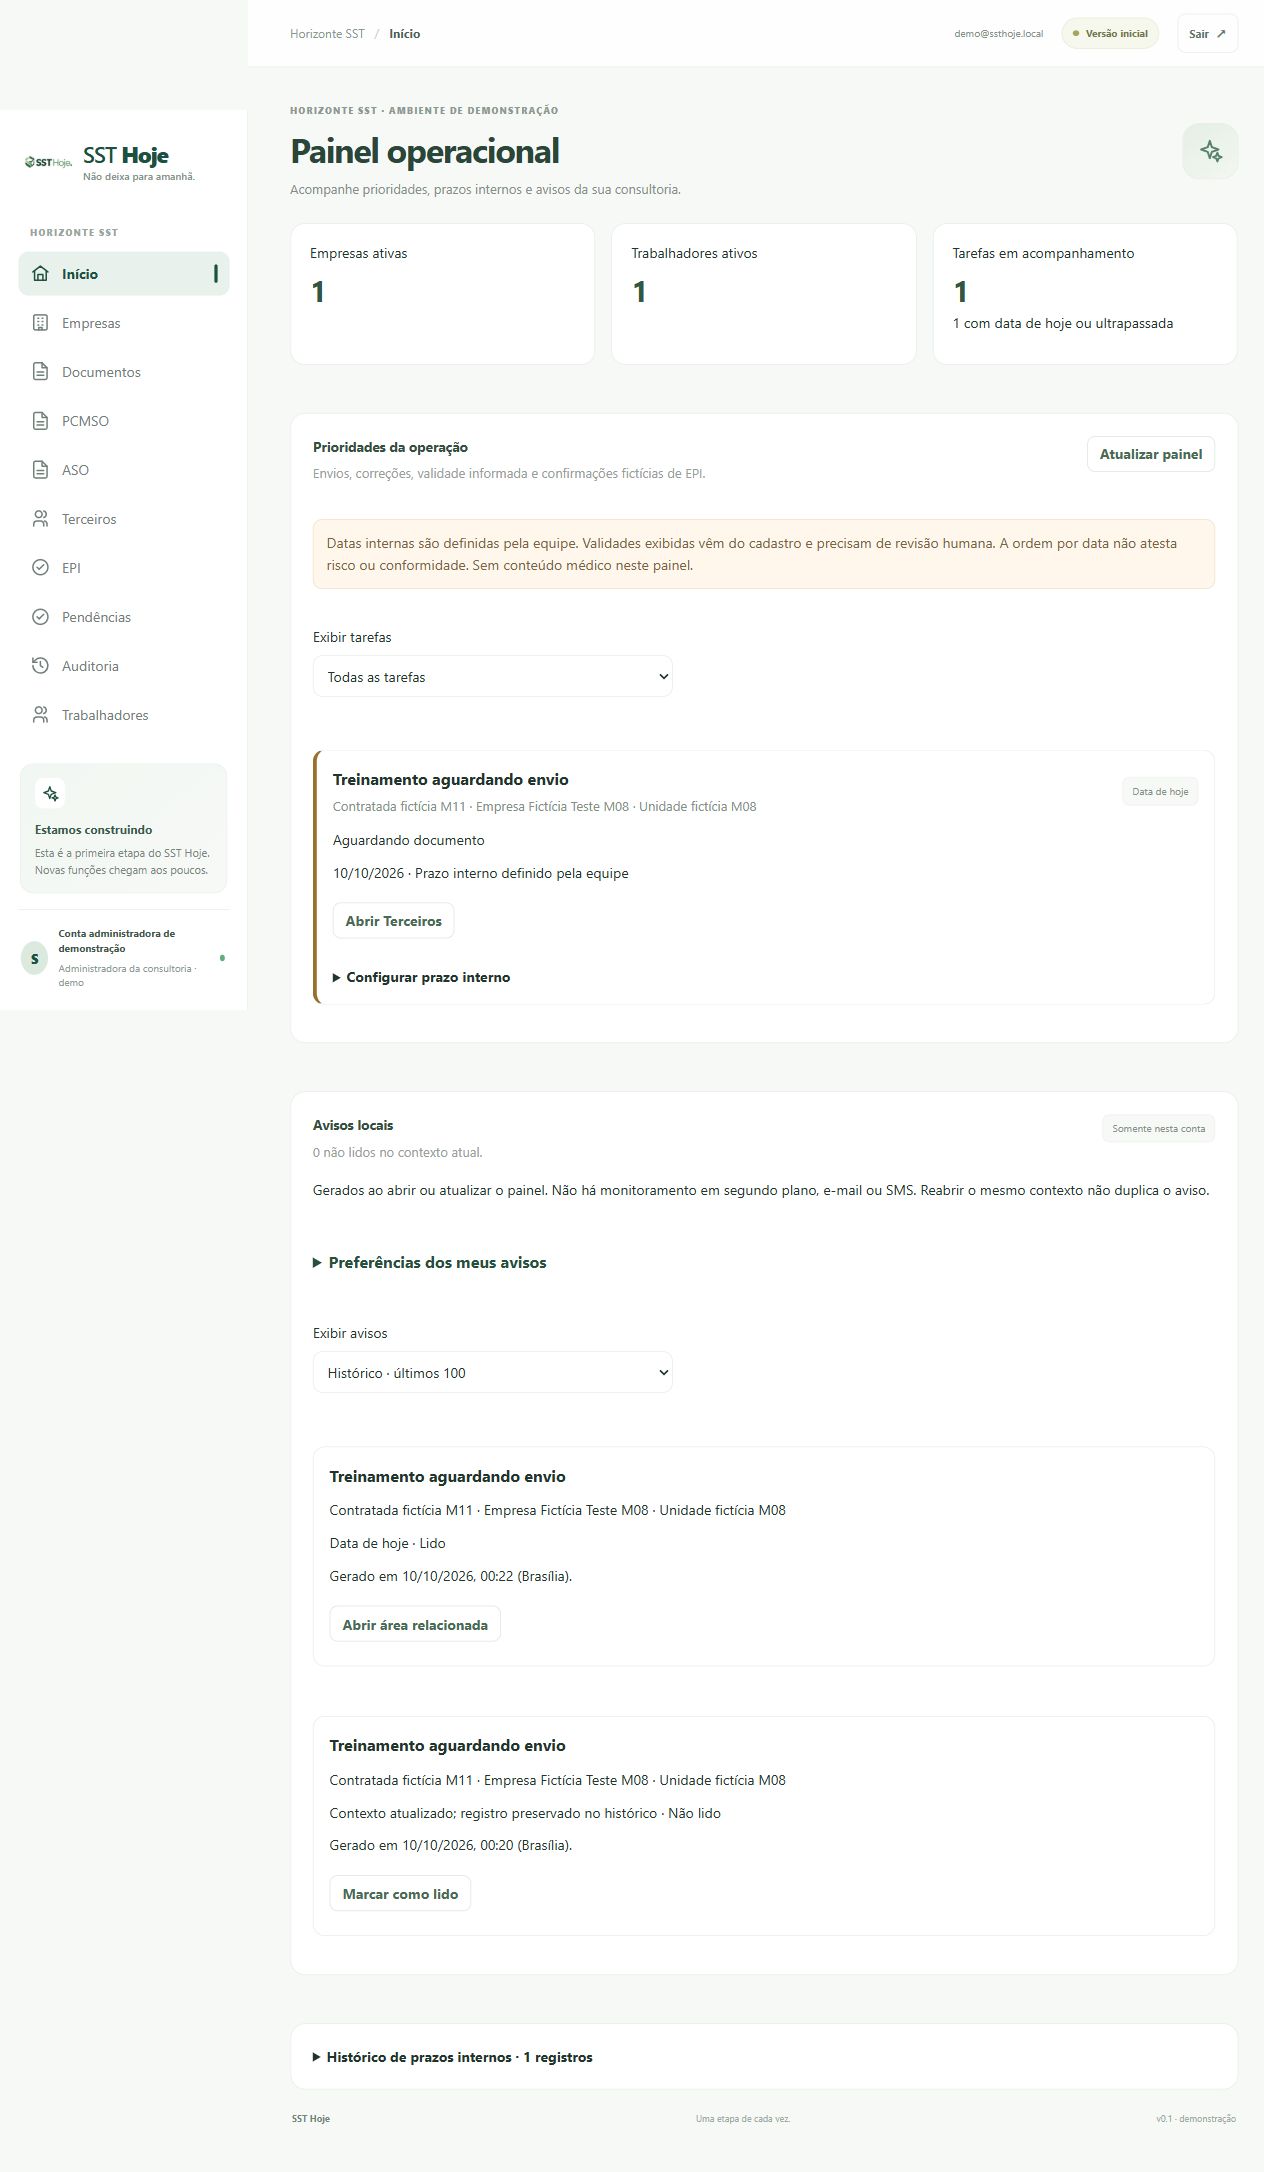 Horizonte SST / Início
demo@ssthoje.local
Versão inicial
Sair ↗
SST Hoje.
SST Hoje
Não deixa para amanhã.
HORIZONTE SST
Início
Empresas
Documentos
PCMSO
ASO
Terceiros
EPI
Pendências
Auditoria
Trabalhadores
Estamos construindo
Esta é a primeira etapa do SST Hoje.
Novas funções chegam aos poucos.
S
Conta administradora de
demonstração
Administradora da consultoria ·
demo
HORIZONTE SST · AMBIENTE DE DEMONSTRAÇÃO
Painel operacional
Acompanhe prioridades, prazos internos e avisos da sua consultoria.
Empresas ativas
1
Trabalhadores ativos
1
Tarefas em acompanhamento
1
1 com data de hoje ou ultrapassada
Prioridades da operação
Envios, correções, validade informada e confirmações fictícias de EPI.
Atualizar painel
Datas internas são definidas pela equipe. Validades exibidas vêm do cadastro e precisam de revisão humana. A ordem por data não atesta
risco ou conformidade. Sem conteúdo médico neste painel.
Exibir tarefas
Todas as tarefas
Treinamento aguardando envio
Contratada fictícia M11 · Empresa Fictícia Teste M08 · Unidade fictícia M08
Data de hoje
Aguardando documento
10/10/2026 · Prazo interno definido pela equipe
Abrir Terceiros
▶ Configurar prazo interno
Avisos locais
0 não lidos no contexto atual.
Somente nesta conta
Gerados ao abrir ou atualizar o painel. Não há monitoramento em segundo plano, e-mail ou SMS. Reabrir o mesmo contexto não duplica o aviso.
▶ Preferências dos meus avisos
Exibir avisos
Histórico · últimos 100
Treinamento aguardando envio
Contratada fictícia M11 · Empresa Fictícia Teste M08 · Unidade fictícia M08
Data de hoje · Lido
Gerado em 10/10/2026, 00:22 (Brasília).
Abrir área relacionada
Treinamento aguardando envio
Contratada fictícia M11 · Empresa Fictícia Teste M08 · Unidade fictícia M08
Contexto atualizado; registro preservado no histórico · Não lido
Gerado em 10/10/2026, 00:20 (Brasília).
Marcar como lido
▶ Histórico de prazos internos · 1 registros
SST Hoje
Uma etapa de cada vez.
v0.1 · demonstração